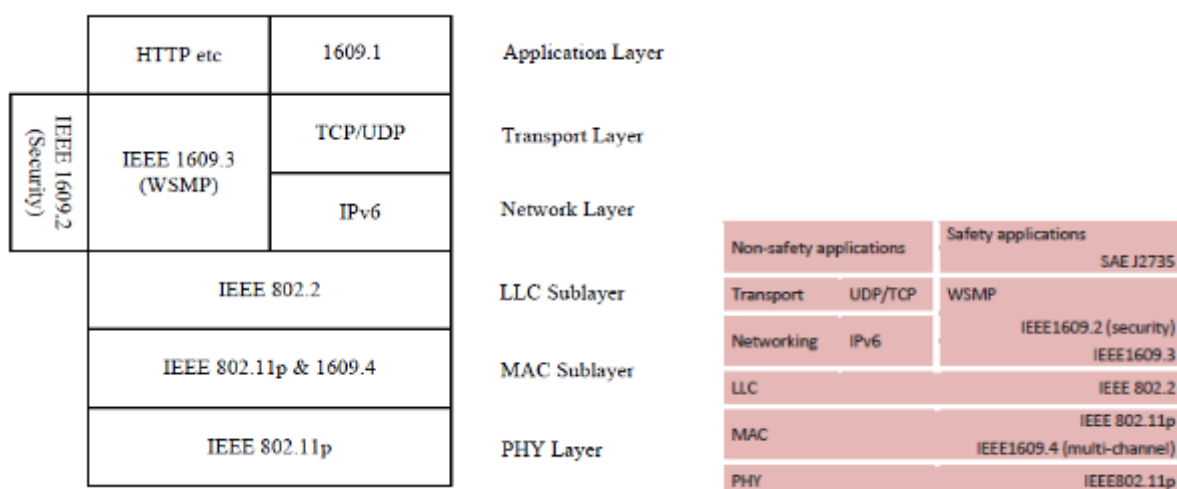 HTTP etc
1609.1
Application Layer
IEEE 1609.2
(Security)
IEEE 1609.3
(WSMP)
TCP/UDP
Transport Layer
IPv6
Network Layer
IEEE 802.2
LLC Sublayer
IEEE 802.11p & 1609.4
MAC Sublayer
IEEE 802.11p
PHY Layer
Non-safety applications
Safety applications
SAE J2735
Transport UDP/TCP
WSMP
Networking IPv6
IEEE1609.2 (security)
IEEE1609.3
LLC
IEEE 802.2
MAC
IEEE 802.11p
IEEE1609.4 (multi-channel)
PHY
IEEE802.11p